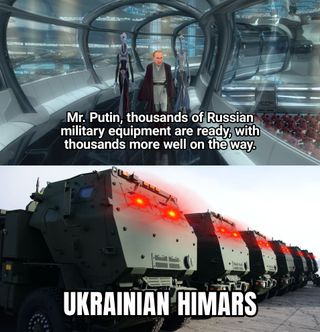 Mr. Putin, thousands of Russian
military equipment are ready, with
thousands more well on the way.
UKRAINIAN HIMARS